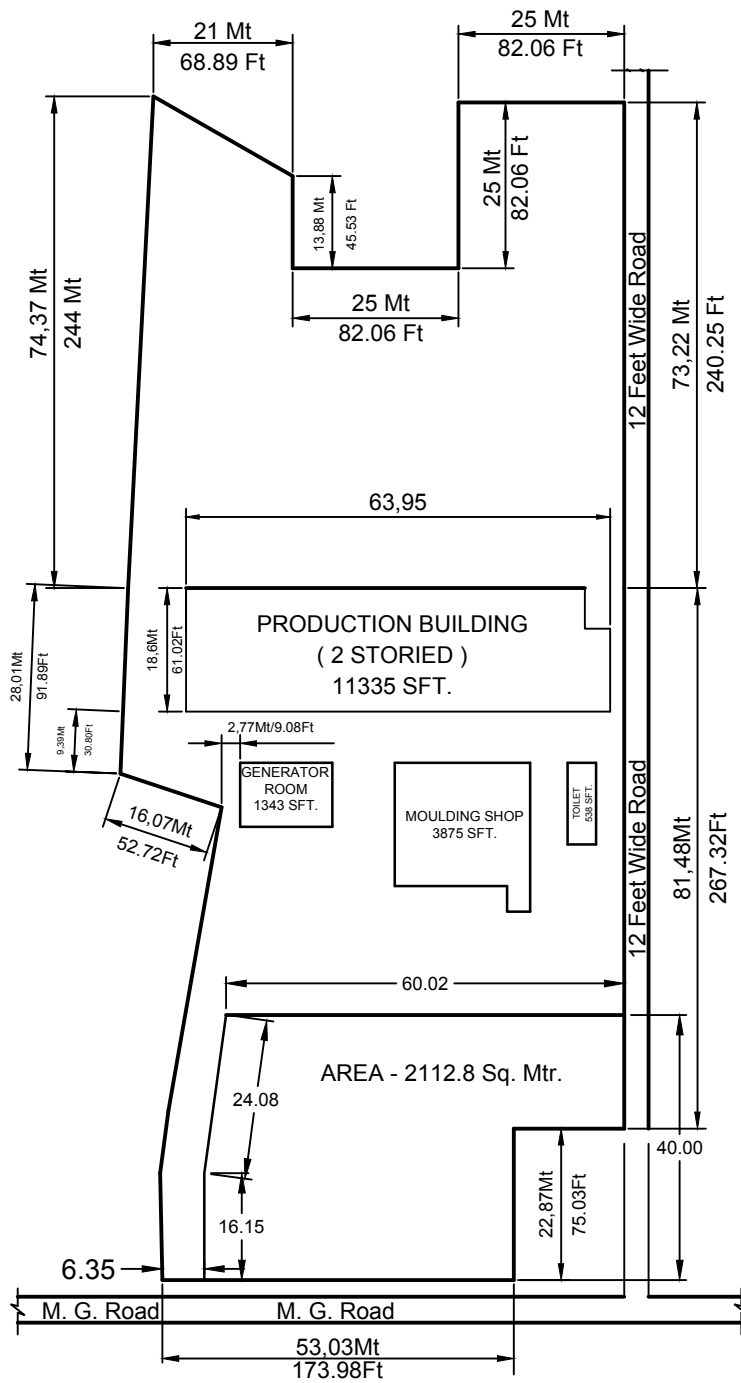 21 Mt
68.89 Ft
25 Mt
82.06 Ft
74,37 Mt
244 Mt
13,88 Mt
45.53 Ft
25 Mt
82.06 Ft
25 Mt
82.06 Ft
12 Feet Wide Road
73,22 Mt
240.25 Ft
63,95
PRODUCTION BUILDING
( 2 STORIED )
11335 SFT.
18,6Mt
61.02Ft
28,01Mt
91.89Ft
9,39Mt
30.80Ft
2,77Mt/9.08Ft
GENERATOR
ROOM
1343 SFT.
MOULDING SHOP
3875 SFT.
TOILET
538 SFT.
16,07Mt
52.72Ft
12 Feet Wide Road
81,48Mt
267.32Ft
60.02
AREA - 2112.8 Sq. Mtr.
24.08
16.15
22,87Mt
75.03Ft
40.00
6.35
M. G. Road
M. G. Road
53,03Mt
173.98Ft